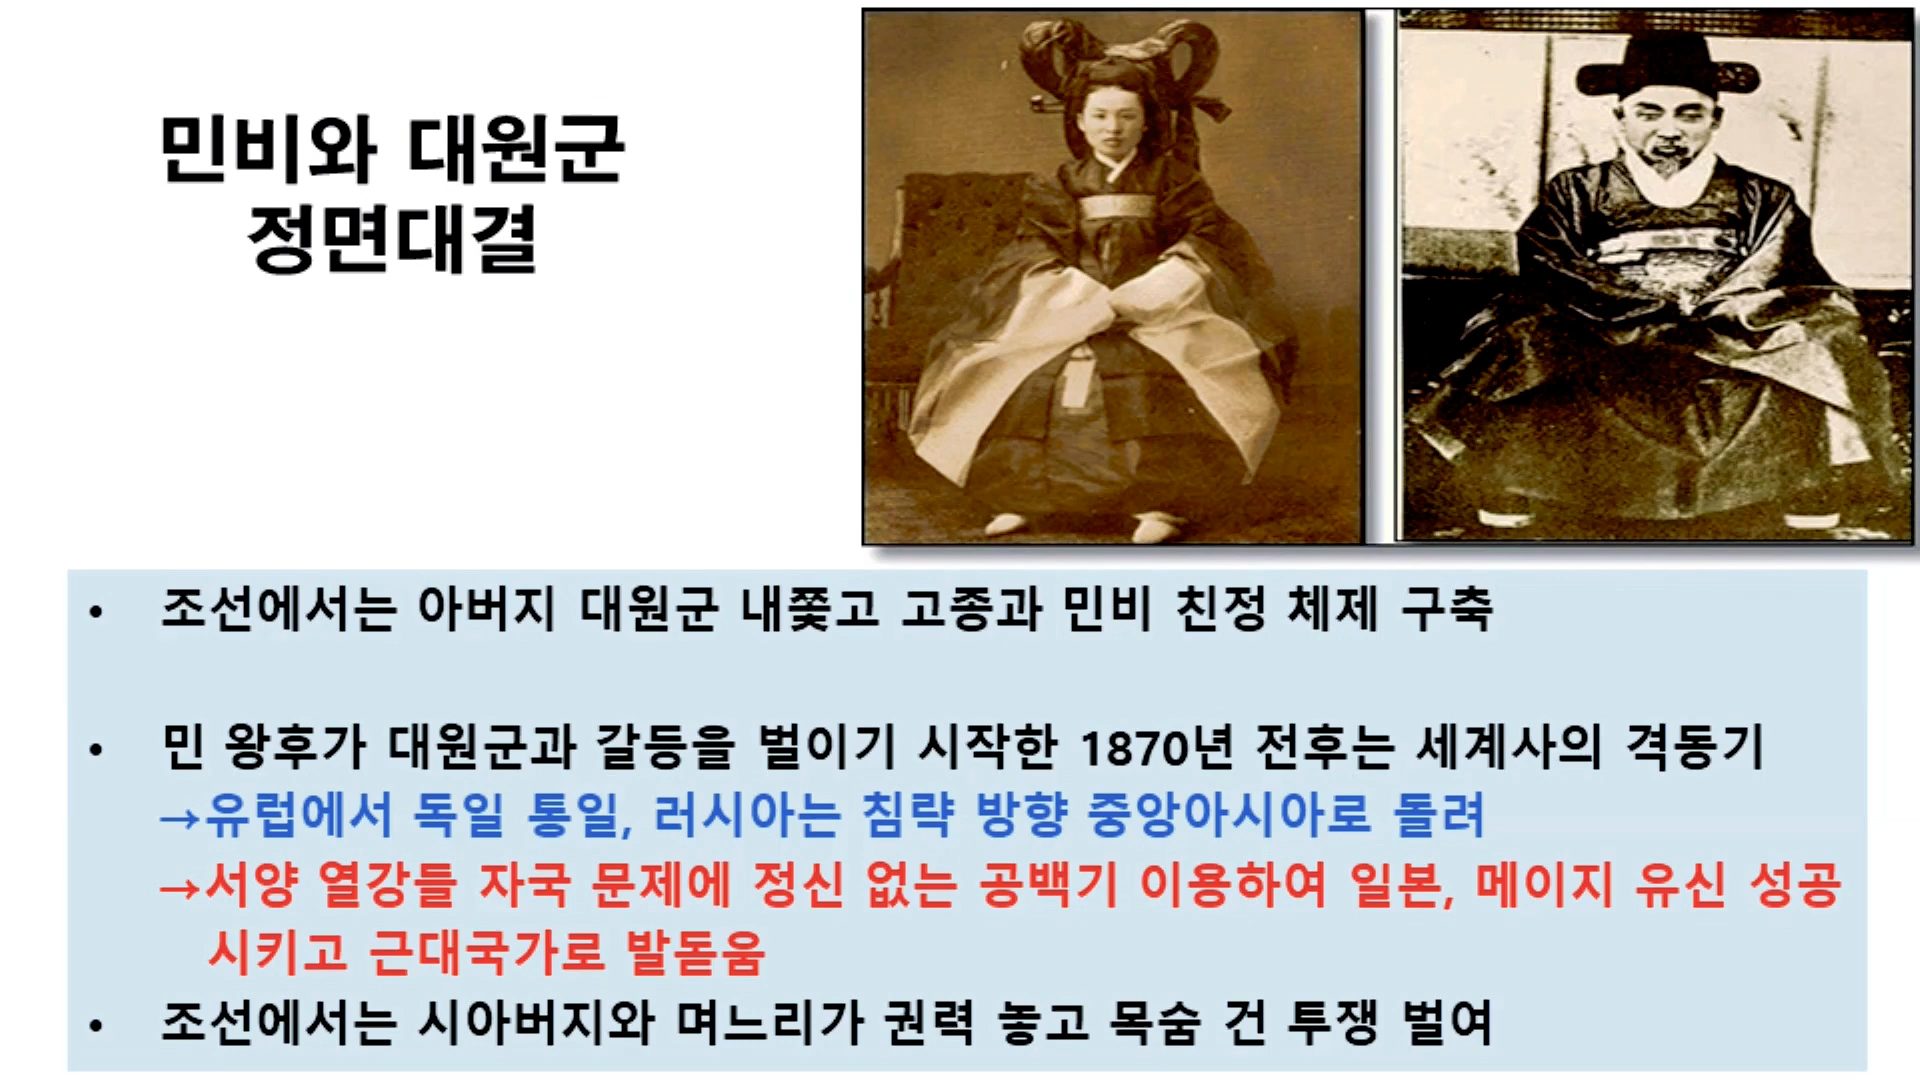 민비와 대원군
정면대결
• 조선에서는 아버지 대원군 내쫓고 고종과 민비 친정 체제 구축
• 민 왕후가 대원군과 갈등을 벌이기 시작한 1870년 전후는 세계사의 격동기
→유럽에서 독일 통일, 러시아는 침략 방향 중앙아시아로 돌려
→서양 열강들 자국 문제에 정신 없는 공백기 이용하여 일본, 메이지 유신 성공
시키고 근대국가로 발돋움
• 조선에서는 시아버지와 며느리가 권력 놓고 목숨 건 투쟁 벌여